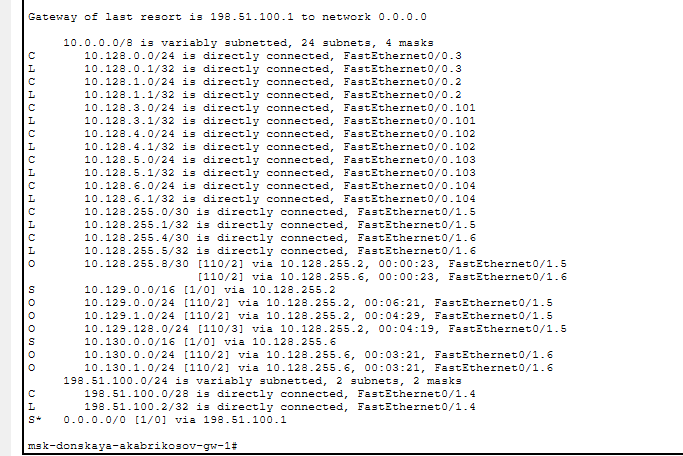 Gateway of last resort is 198.51.100.1 to network 0.0.0.0
10.0.0.0/8 is variably subnetted, 24 subnets, 4 masks
C 10.128.0.0/24 is directly connected, FastEthernet0/0.3
L 10.128.0.1/32 is directly connected, FastEthernet0/0.3
C 10.128.1.0/24 is directly connected, FastEthernet0/0.2
L 10.128.1.1/32 is directly connected, FastEthernet0/0.2
C 10.128.3.0/24 is directly connected, FastEthernet0/0.101
L 10.128.3.1/32 is directly connected, FastEthernet0/0.101
C 10.128.4.0/24 is directly connected, FastEthernet0/0.102
L 10.128.4.1/32 is directly connected, FastEthernet0/0.102
C 10.128.5.0/24 is directly connected, FastEthernet0/0.103
L 10.128.5.1/32 is directly connected, FastEthernet0/0.103
C 10.128.6.0/24 is directly connected, FastEthernet0/0.104
L 10.128.6.1/32 is directly connected, FastEthernet0/0.104
C 10.128.255.0/30 is directly connected, FastEthernet0/1.5
L 10.128.255.1/32 is directly connected, FastEthernet0/1.5
C 10.128.255.4/30 is directly connected, FastEthernet0/1.6
L 10.128.255.5/32 is directly connected, FastEthernet0/1.6
O 10.128.255.8/30 [110/2] via 10.128.255.2, 00:00:23, FastEthernet0/1.5
[110/2] via 10.128.255.6, 00:00:23, FastEthernet0/1.6
S 10.129.0.0/16 [1/0] via 10.128.255.2
O 10.129.0.0/24 [110/2] via 10.128.255.2, 00:06:21, FastEthernet0/1.5
O 10.129.1.0/24 [110/2] via 10.128.255.2, 00:04:29, FastEthernet0/1.5
O 10.129.128.0/24 [110/3] via 10.128.255.2, 00:04:19, FastEthernet0/1.5
S 10.130.0.0/16 [1/0] via 10.128.255.6
O 10.130.0.0/24 [110/2] via 10.128.255.6, 00:03:21, FastEthernet0/1.6
O 10.130.1.0/24 [110/2] via 10.128.255.6, 00:03:21, FastEthernet0/1.6
198.51.100.0/24 is variably subnetted, 2 subnets, 2 masks
C 198.51.100.0/28 is directly connected, FastEthernet0/1.4
L 198.51.100.2/32 is directly connected, FastEthernet0/1.4
S* 0.0.0.0/0 [1/0] via 198.51.100.1
msk-donskaya-akabrikosov-gw-1#